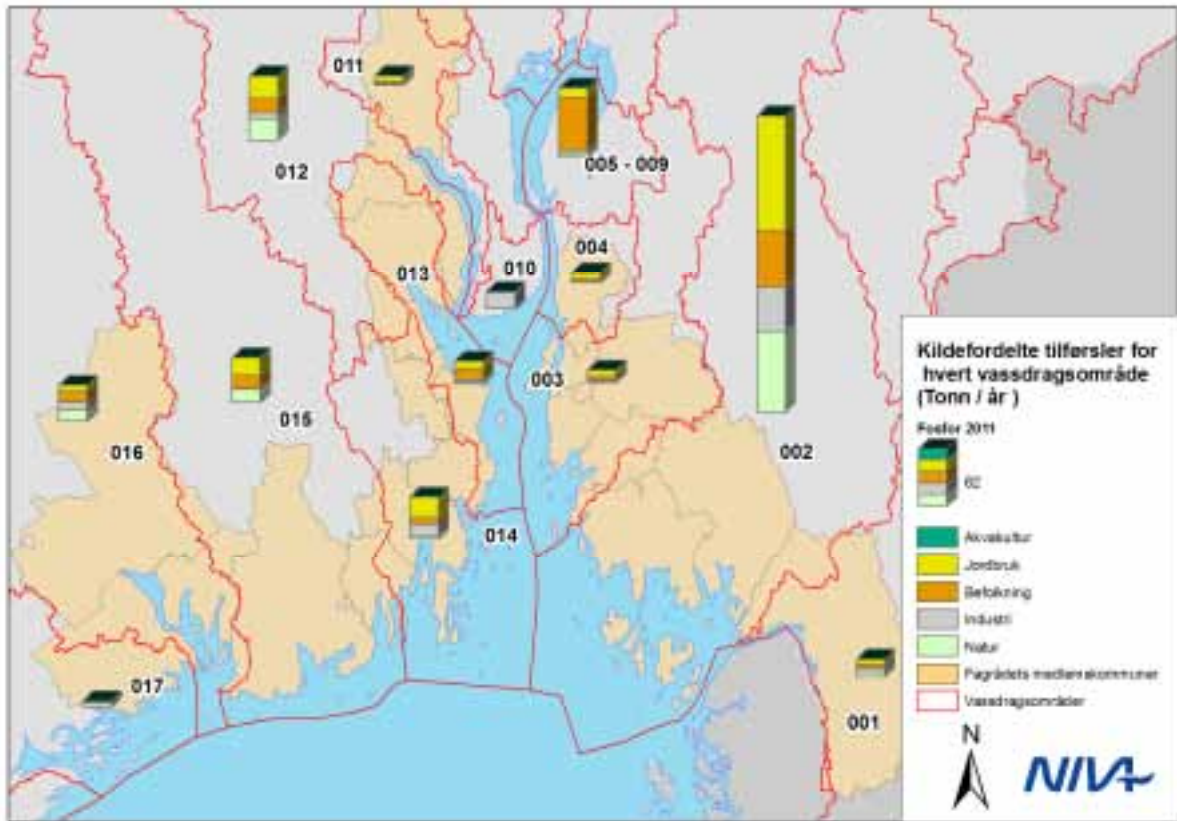 011
012
005 - 009
004
010
013
003
015
016
002
014
017
001
Kildefordelte tilførsler for
hvert vassdragsområde
(Tonn / år )
Fosfor 2011
62
Akvakultur
Jordbruk
Befolkning
Industri
Natur
Fagrådets medlemskommuner
Vassdragsområder
N
NIVA